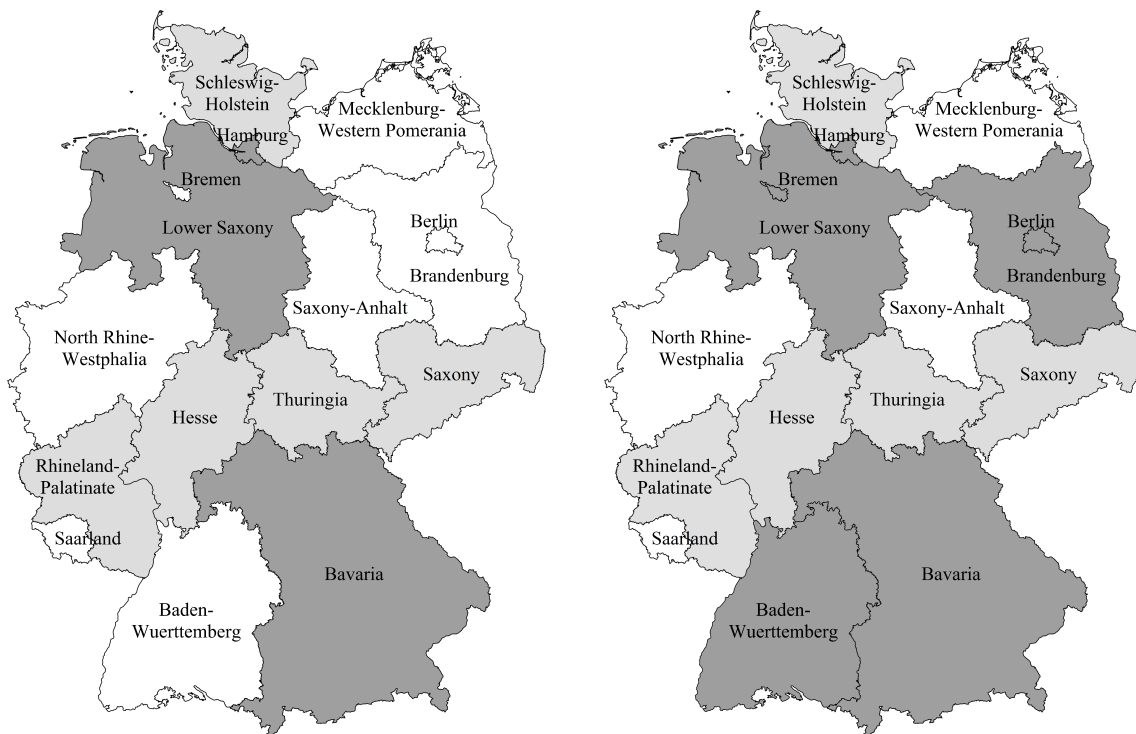 Schleswig-
Holstein
Mecklenburg-
Western Pomerania
Hamburg
Bremen
Lower Saxony
Berlin
Brandenburg
Saxony-Anhalt
North Rhine-
Westphalia
Saxony
Thuringia
Hesse
Rhineland-
Palatinate
Saarland
Bavaria
Baden-
Wuerttemberg
Schleswig-
Holstein
Mecklenburg-
Western Pomerania
Hamburg
Bremen
Lower Saxony
Berlin
Brandenburg
Saxony-Anhalt
North Rhine-
Westphalia
Saxony
Thuringia
Hesse
Rhineland-
Palatinate
Saarland
Bavaria
Baden-
Wuerttemberg